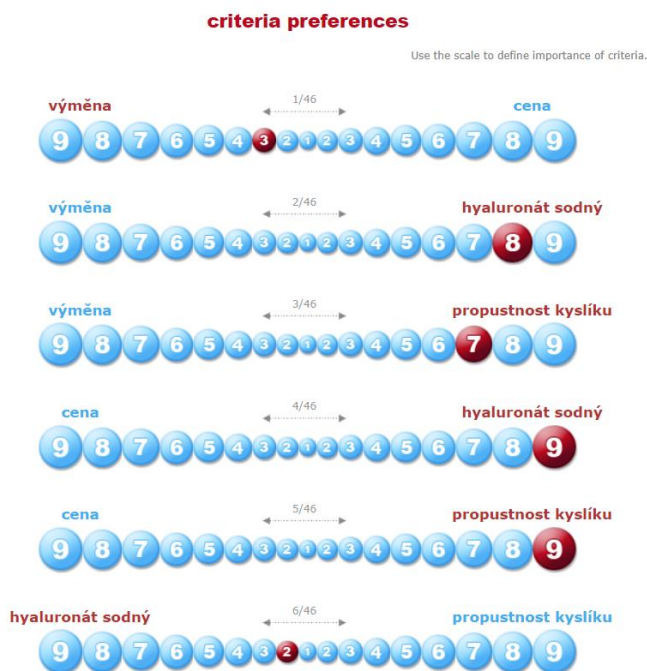 criteria preferences
Use the scale to define importance of criteria.
1/46
výměna cena
9 8 7 6 5 4 3 2 1 2 3 4 5 6 7 8 9
2/46
výměna hyaluronát sodný
9 8 7 6 5 4 3 2 1 2 3 4 5 6 7 8 9
3/46
výměna propustnost kyslíku
9 8 7 6 5 4 3 2 1 2 3 4 5 6 7 8 9
4/46
cena hyaluronát sodný
9 8 7 6 5 4 3 2 1 2 3 4 5 6 7 8 9
5/46
cena propustnost kyslíku
9 8 7 6 5 4 3 2 1 2 3 4 5 6 7 8 9
6/46
hyaluronát sodný propustnost kyslíku
9 8 7 6 5 4 3 2 1 2 3 4 5 6 7 8 9